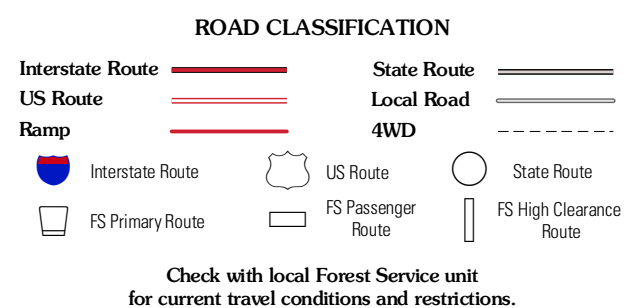 ROAD CLASSIFICATION
Interstate Route
State Route
US Route
Local Road
Ramp
4WD
Interstate Route
US Route
State Route
FS Primary Route
FS Passenger
Route
FS High Clearance
Route
Check with local Forest Service unit
for current travel conditions and restrictions.